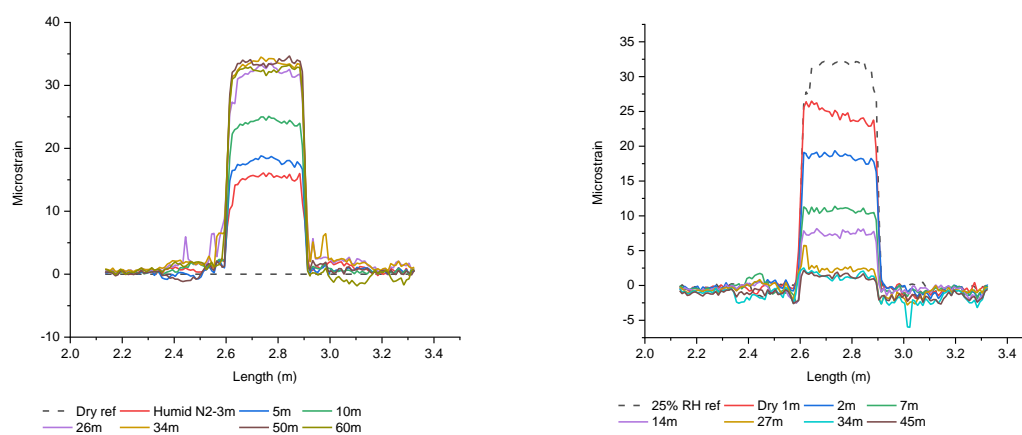 40
30
20
10
0
-10
Microstrain
2.0 2.2 2.4 2.6 2.8 3.0 3.2 3.4
Length (m)
Dry ref Humid N2-3m 5m 10m
26m 34m 50m 60m
35
30
25
20
15
10
5
0
-5
Microstrain
2.0 2.2 2.4 2.6 2.8 3.0 3.2 3.4
Length (m)
25% RH ref Dry 1m 2m 7m
14m 27m 34m 45m